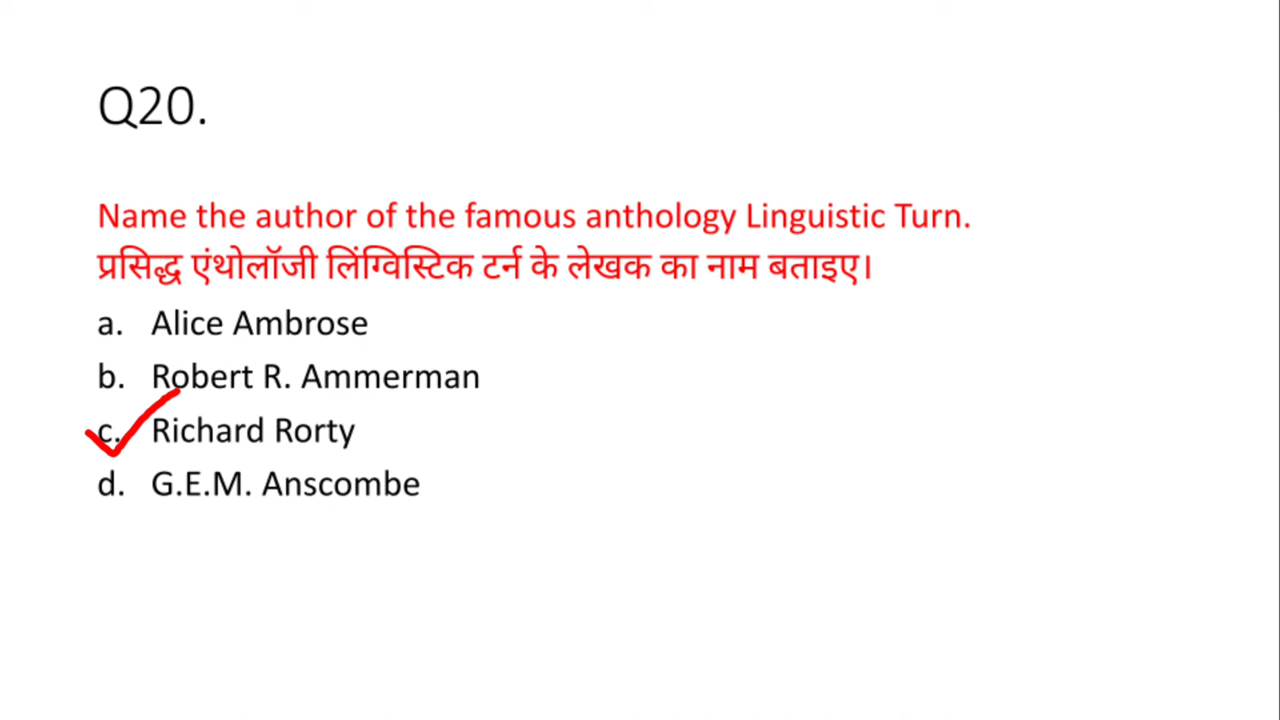 Q20.
Name the author of the famous anthology Linguistic Turn.
प्रसिद्ध एंथोलॉजी लिंग्विस्टिक टर्न के लेखक का नाम बताइए।
a. Alice Ambrose
b. Robert R. Ammerman
c. Richard Rorty
d. G.E.M. Anscombe